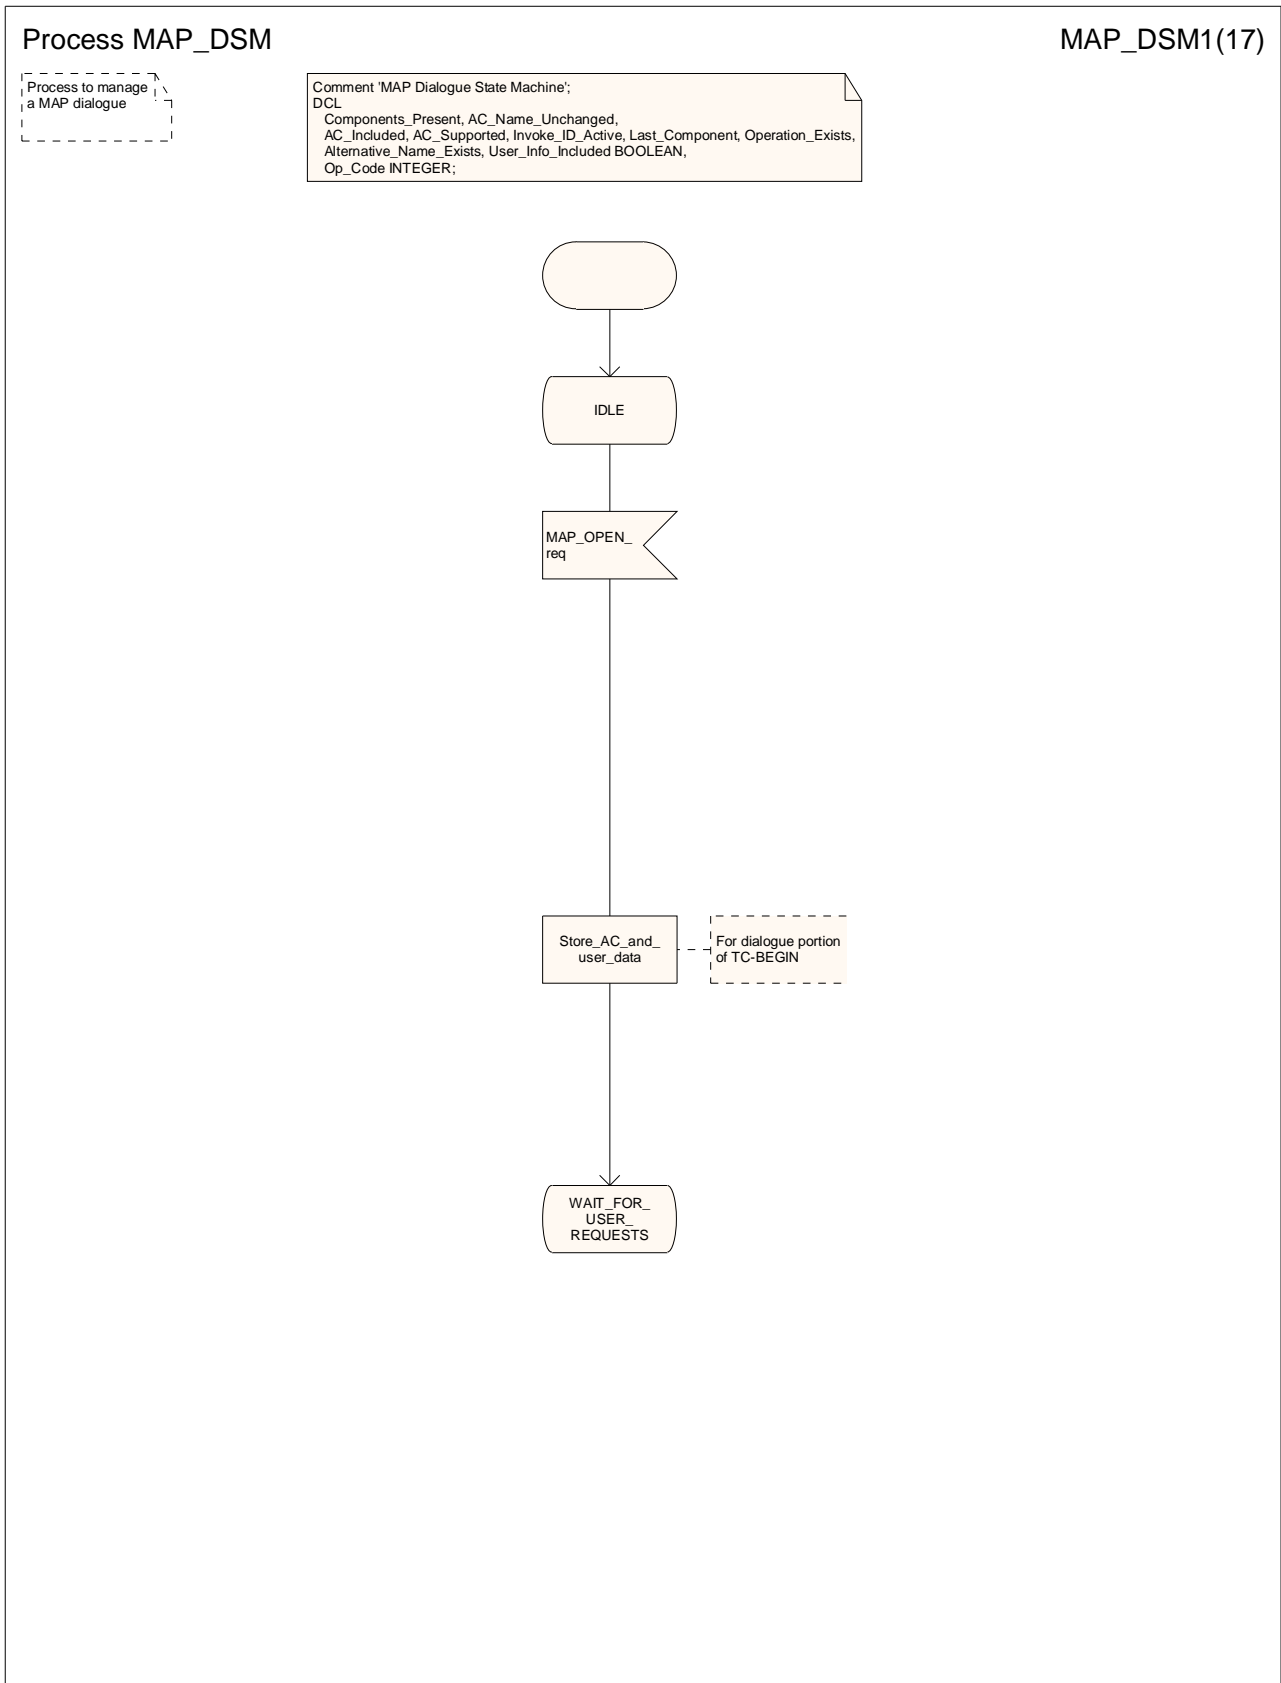 Process MAP_DSM
MAP_DSM1(17)
Process to manage
a MAP dialogue
Comment 'MAP Dialogue State Machine';
DCL
Components_Present, AC_Name_Unchanged,
AC_Included, AC_Supported, Invoke_ID_Active, Last_Component, Operation_Exists,
Alternative_Name_Exists, User_Info_Included BOOLEAN,
Op_Code INTEGER;
IDLE
MAP_OPEN_
req
Store_AC_and_
user_data
For dialogue portion
of TC-BEGIN
WAIT_FOR_
USER_
REQUESTS